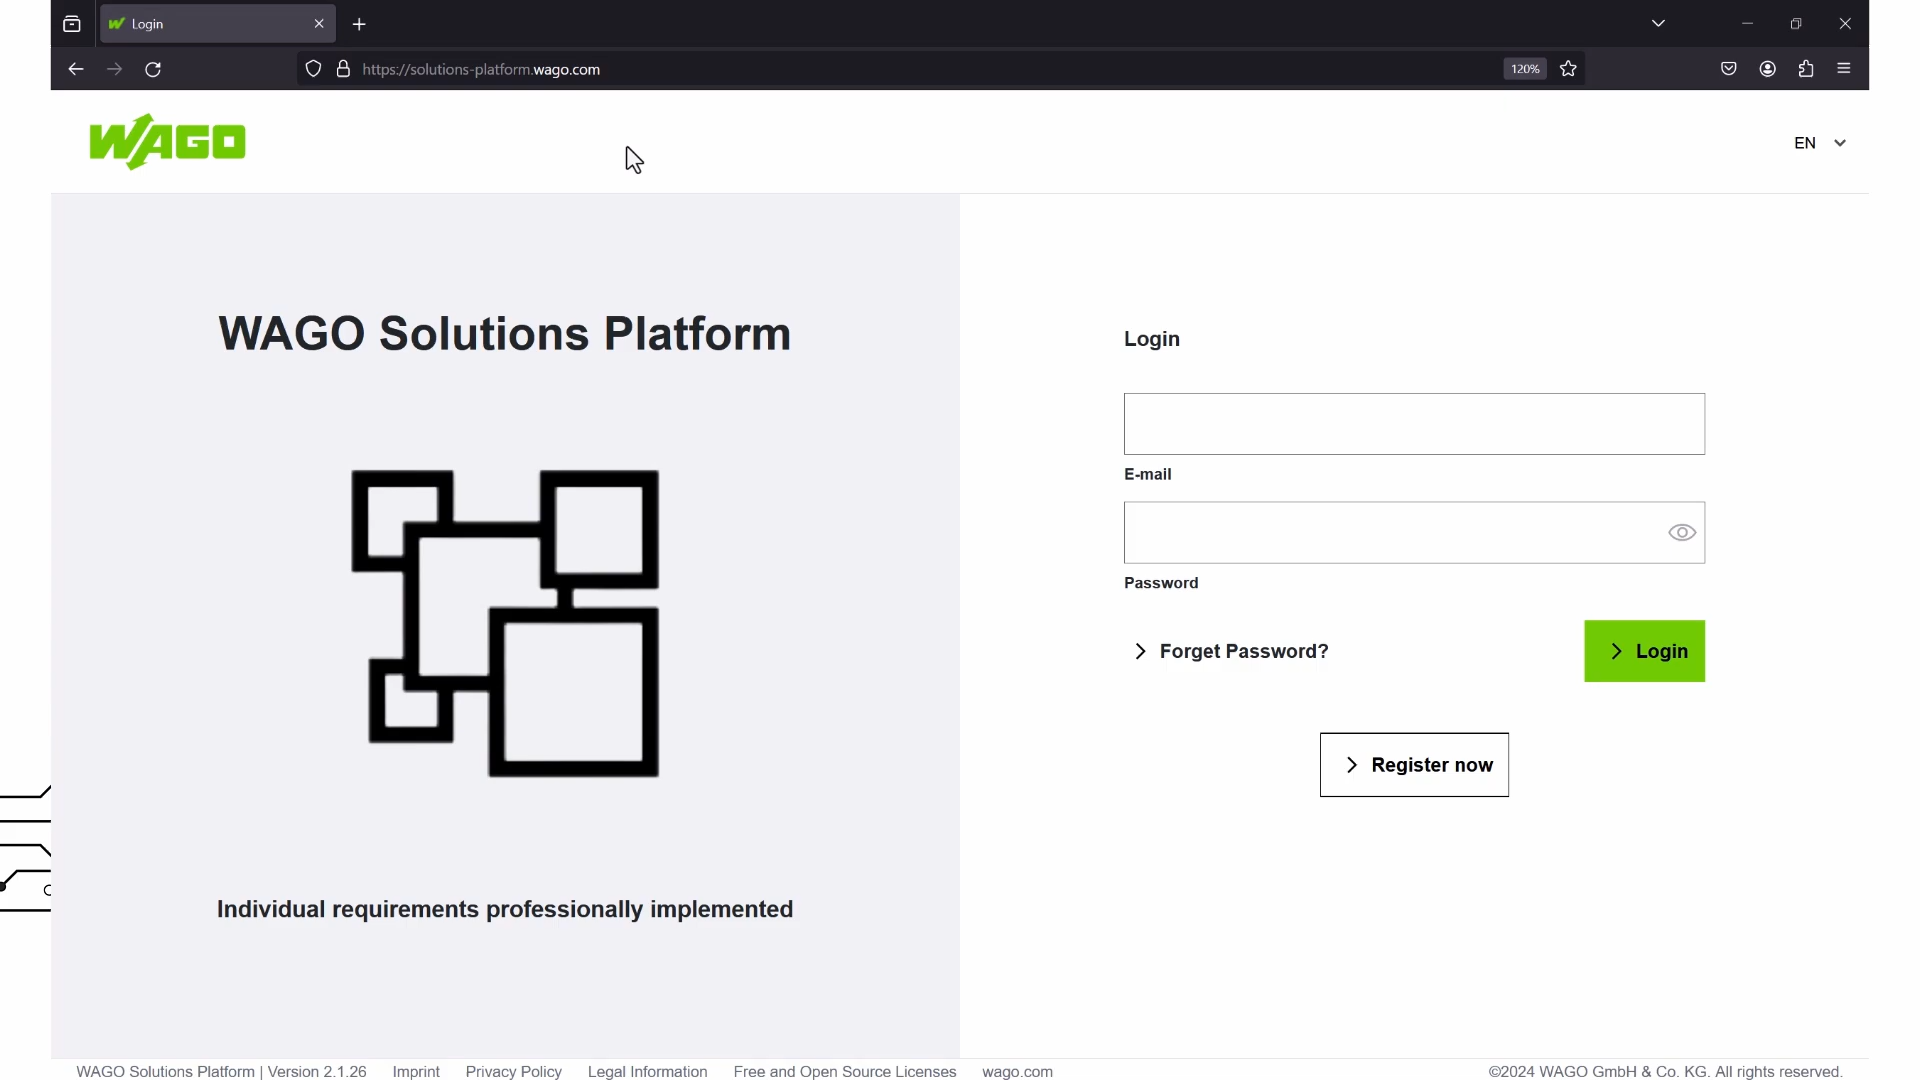 Login
https://solutions-platform.wago.com
120%
WAGO
EN
WAGO Solutions Platform
Login
E-mail
Password
Forget Password?
Login
Register now
Individual requirements professionally implemented
WAGO Solutions Platform | Version 2.1.26 Imprint Privacy Policy Legal Information Free and Open Source Licenses wago.com ©2024 WAGO GmbH & Co. KG. All rights reserved.